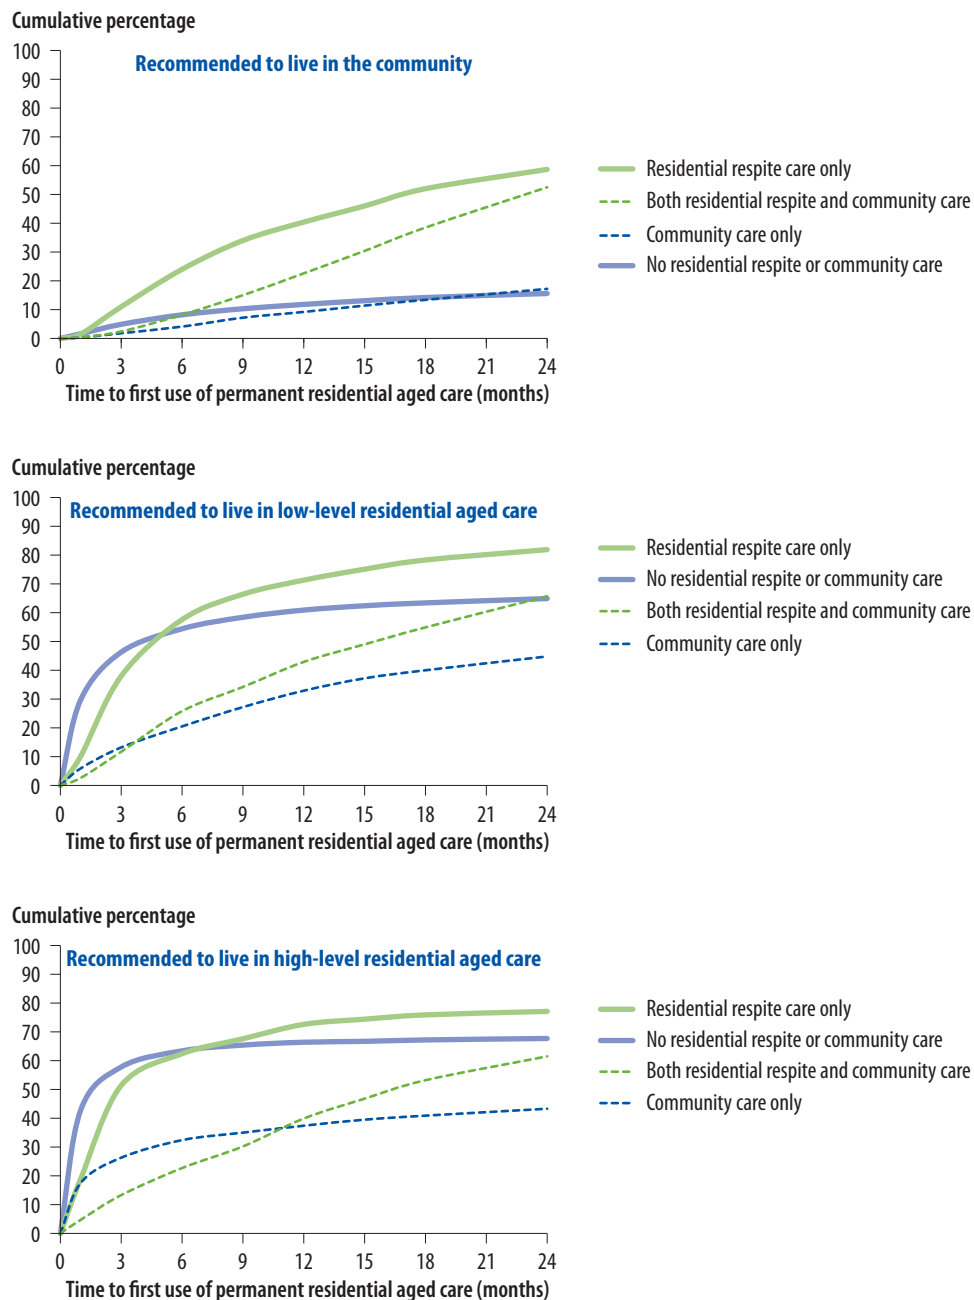 Cumulative percentage
100
90
80
70
60
50
40
30
20
10
0
Recommended to live in the community
0 3 6 9 12 15 18 21 24
Time to first use of permanent residential aged care (months)
Residential respite care only
Both residential respite and community care
Community care only
No residential respite or community care
Cumulative percentage
100
90
80
70
60
50
40
30
20
10
0
Recommended to live in low-level residential aged care
0 3 6 9 12 15 18 21 24
Time to first use of permanent residential aged care (months)
Residential respite care only
No residential respite or community care
Both residential respite and community care
Community care only
Cumulative percentage
100
90
80
70
60
50
40
30
20
10
0
Recommended to live in high-level residential aged care
0 3 6 9 12 15 18 21 24
Time to first use of permanent residential aged care (months)
Residential respite care only
No residential respite or community care
Both residential respite and community care
Community care only